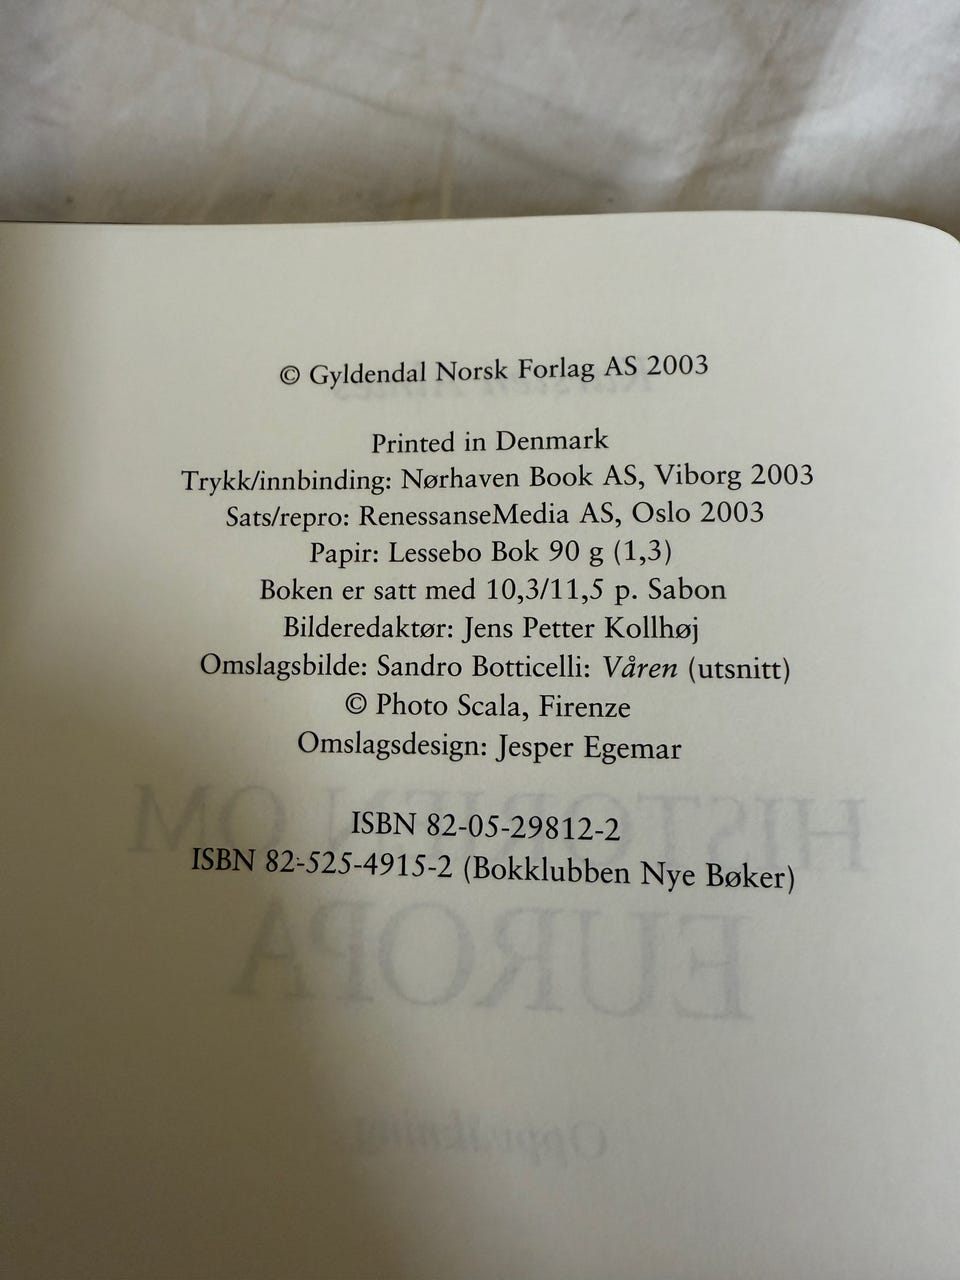 © Gyldendal Norsk Forlag AS 2003
Printed in Denmark
Trykk/innbinding: Nørhaven Book AS, Viborg 2003
Sats/repro: RenessanseMedia AS, Oslo 2003
Papir: Lessebo Bok 90 g (1,3)
Boken er satt med 10,3/11,5 p. Sabon
Bilderedaktør: Jens Petter Kollhøj
Omslagsbilde: Sandro Botticelli: Våren (utsnitt)
© Photo Scala, Firenze
Omslagsdesign: Jesper Egemar
ISBN 82-05-29812-2
ISBN 82-525-4915-2 (Bokklubben Nye Bøker)
HISTORIEN OM
EUROPA